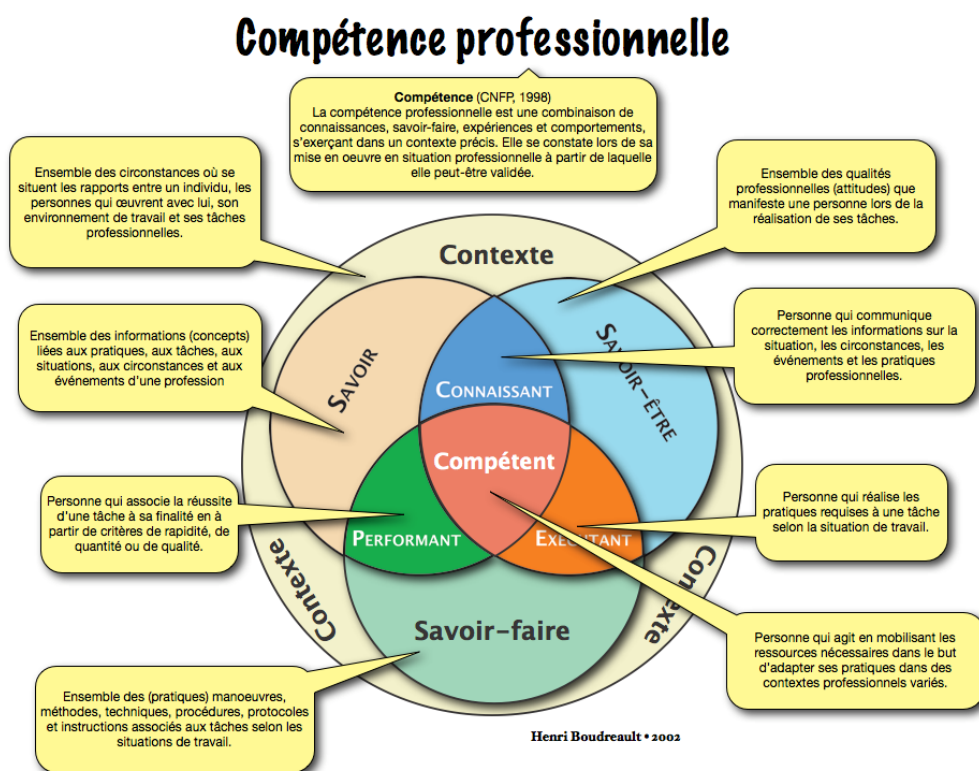 Compétence professionnelle
Compétence (CNFP, 1998)
La compétence professionnelle est une combinaison de
connaissances, savoir-faire, expériences et comportements,
s'exerçant dans un contexte précis. Elle se constate lors de sa
mise en oeuvre en situation professionnelle à partir de laquelle
elle peut-être validée.
Ensemble des circonstances où se
situent les rapports entre un individu, les
personnes qui œuvrent avec lui, son
environnement de travail et ses tâches
professionnelles.
Ensemble des qualités
professionnelles (attitudes) que
manifeste une personne lors de la
réalisation de ses tâches.
Contexte
Ensemble des informations (concepts)
liées aux pratiques, aux tâches, aux
situations, aux circonstances et aux
événements d'une profession
SAVOIR
CONNAISSANT
SAVOIR-ÊTRE
Personne qui communique
correctement les informations sur la
situation, les circonstances, les
événements et les pratiques
professionnelles.
Compétent
Personne qui associe la réussite
d'une tâche à sa finalité en à
partir de critères de rapidité, de
quantité ou de qualité.
PERFORMANT
EXÉCUTANT
Personne qui réalise les
pratiques requises à une tâche
selon la situation de travail.
Contexte
Contexte
Savoir-faire
Personne qui agit en mobilisant les
ressources nécessaires dans le but
d'adapter ses pratiques dans des
contextes professionnels variés.
Ensemble des (pratiques) manoeuvres,
méthodes, techniques, procédures, protocoles
et instructions associés aux tâches selon les
situations de travail.
Henri Boudreault • 2002